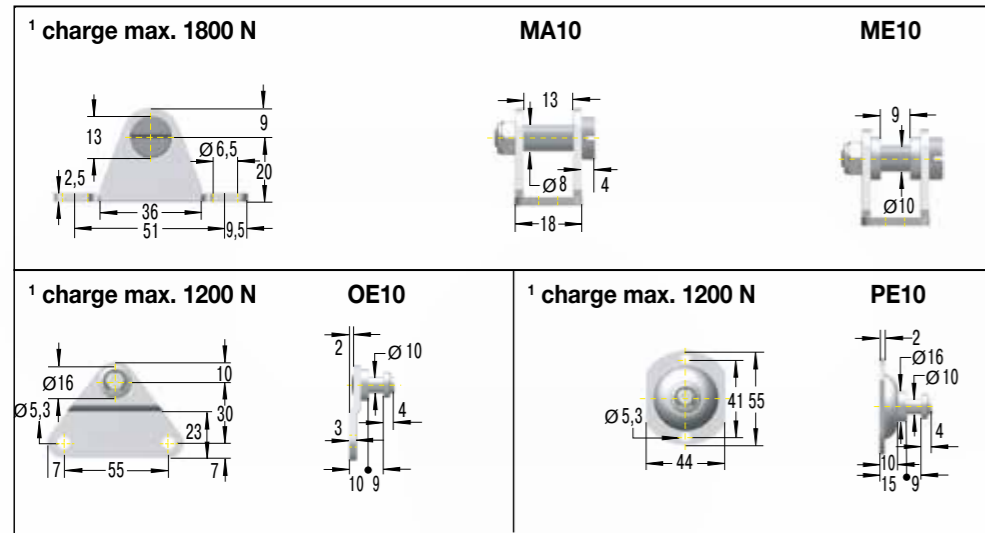 ¹ charge max. 1800 N
MA10
ME10
13
9
Ø 6,5
20
2,5
36
51
9,5
13
Ø8
4
18
9
Ø10
¹ charge max. 1200 N
OE10
Ø16
Ø 5,3
10
30
23
7
55
7
2
Ø 10
4
3
10
9
¹ charge max. 1200 N
PE10
Ø 5,3
41
55
44
2
Ø16
Ø10
4
10
15
9